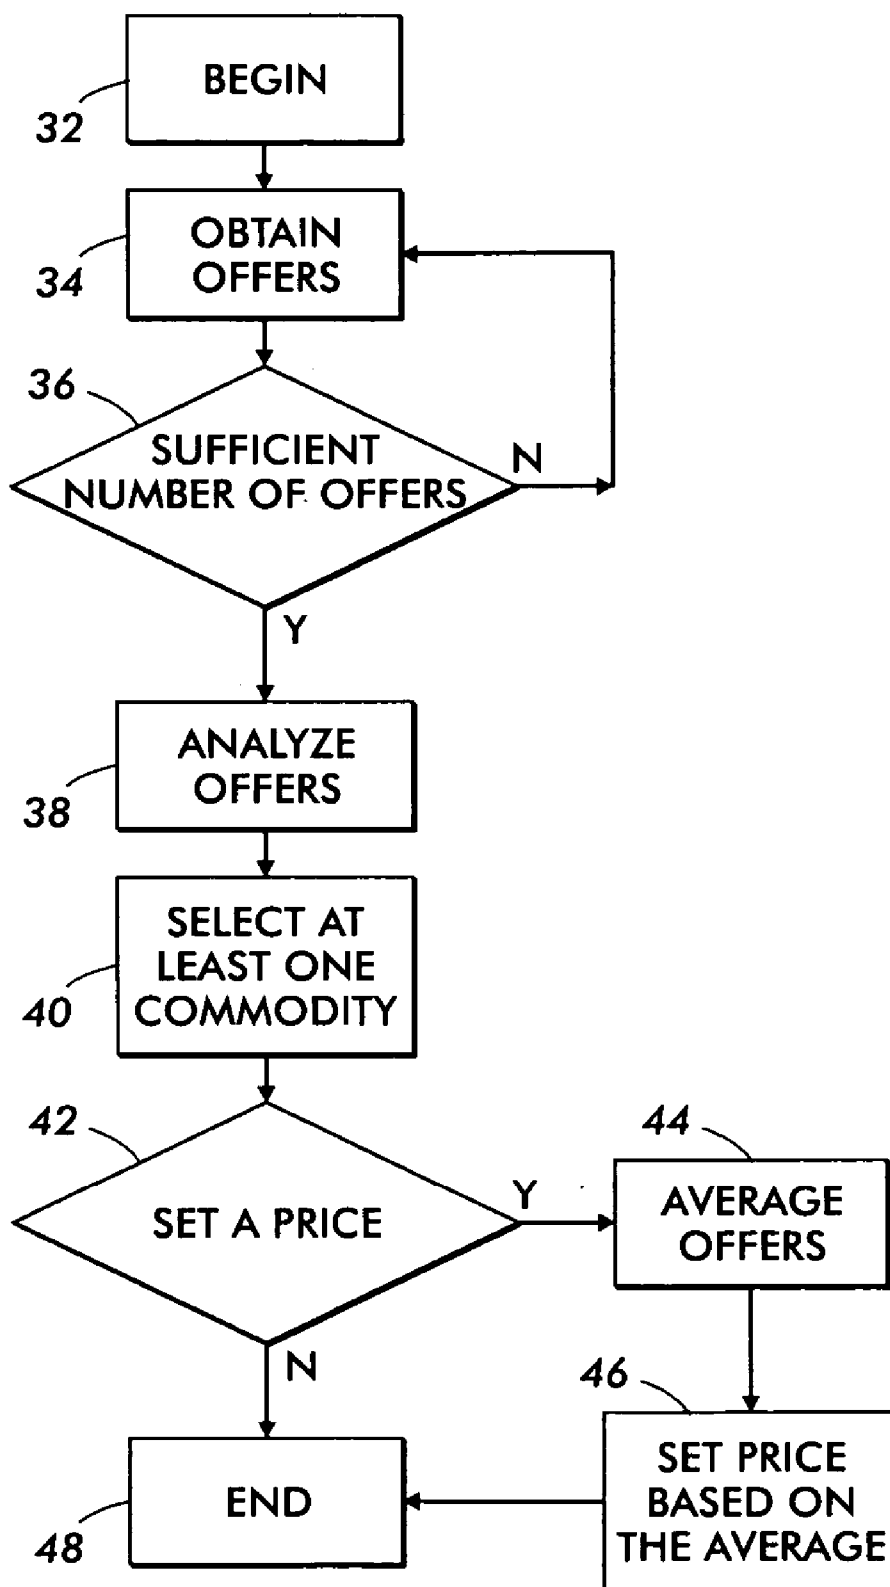 BEGIN
32
OBTAIN
OFFERS
34
36
SUFFICIENT
NUMBER OF OFFERS
N
Y
ANALYZE
OFFERS
38
SELECT AT
LEAST ONE
COMMODITY
40
42
SET A PRICE
Y
44
AVERAGE
OFFERS
N
46
SET PRICE
BASED ON
THE AVERAGE
END
48